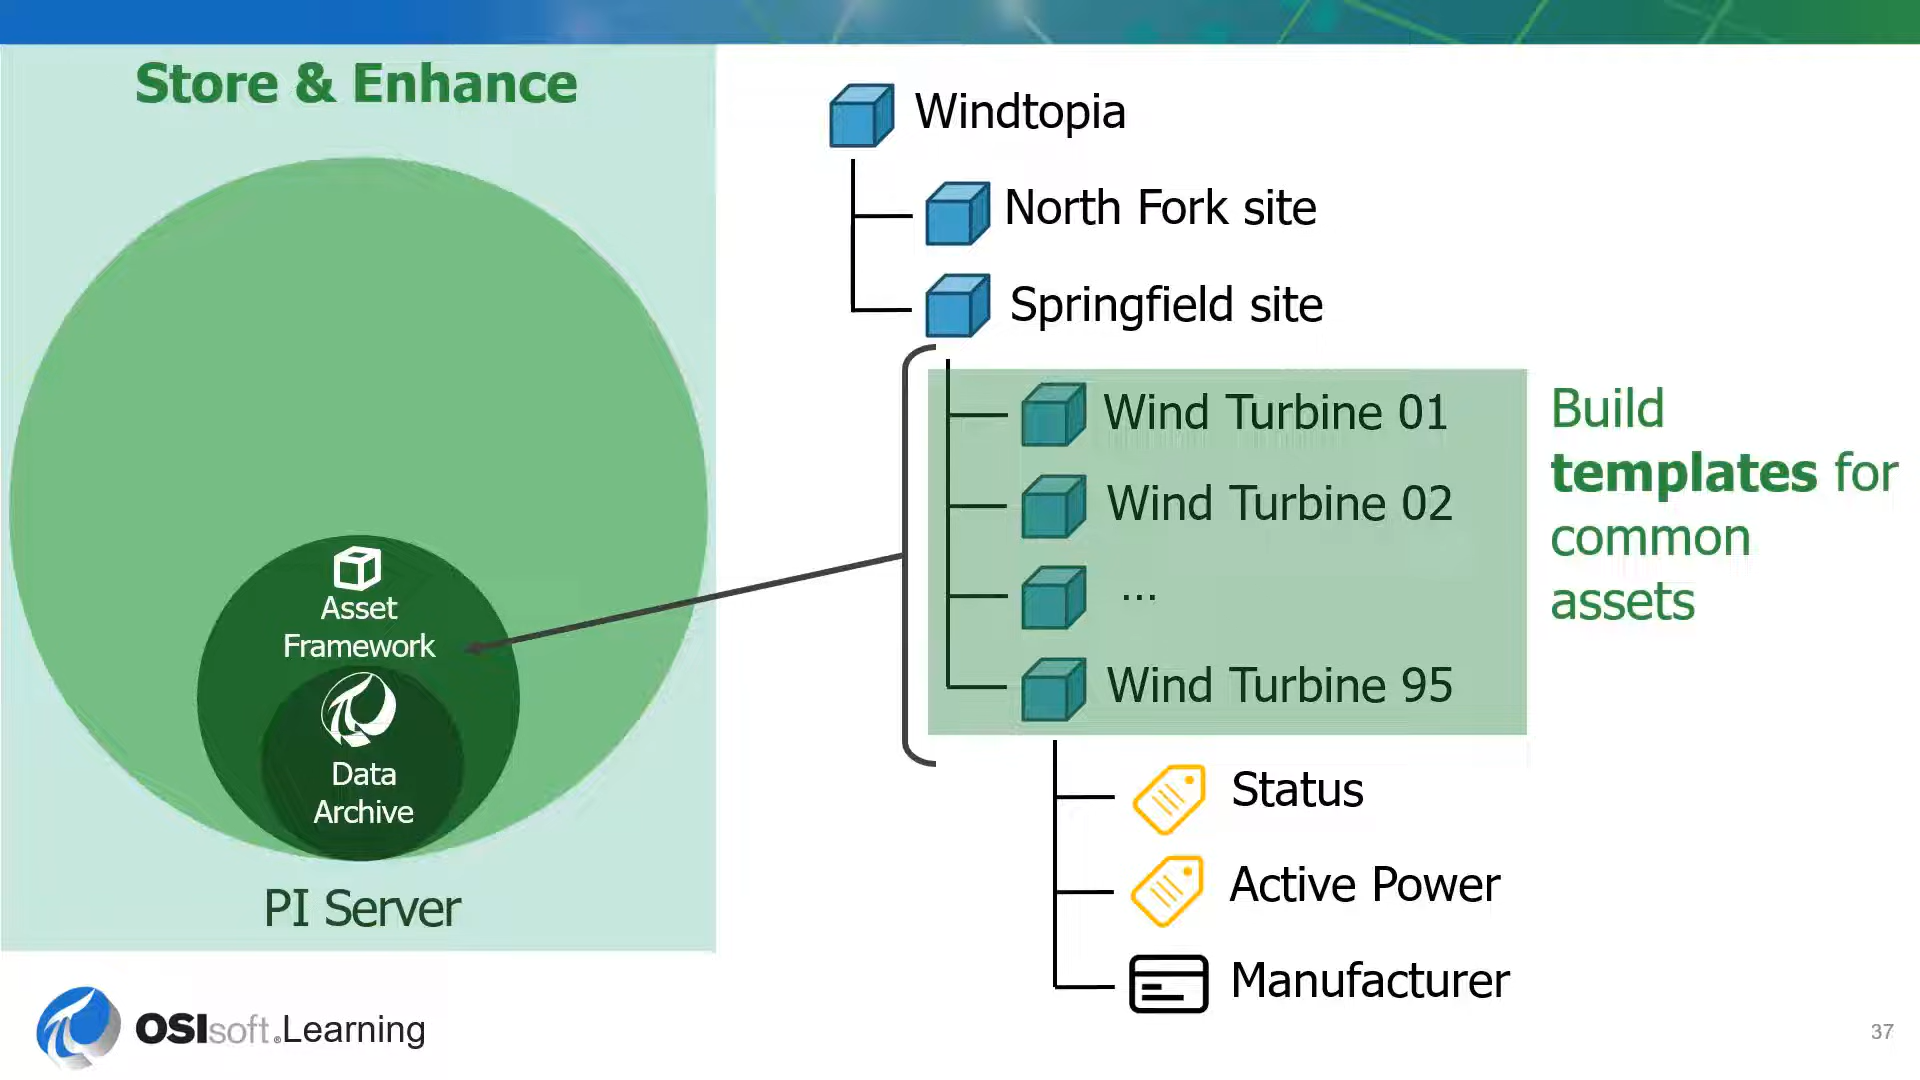 Store & Enhance
Asset
Framework
Data
Archive
PI Server
Windtopia
North Fork site
Springfield site
Wind Turbine 01
Wind Turbine 02
...
Wind Turbine 95
Status
Active Power
Manufacturer
Build
templates for
common
assets
OSIsoft.Learning
37